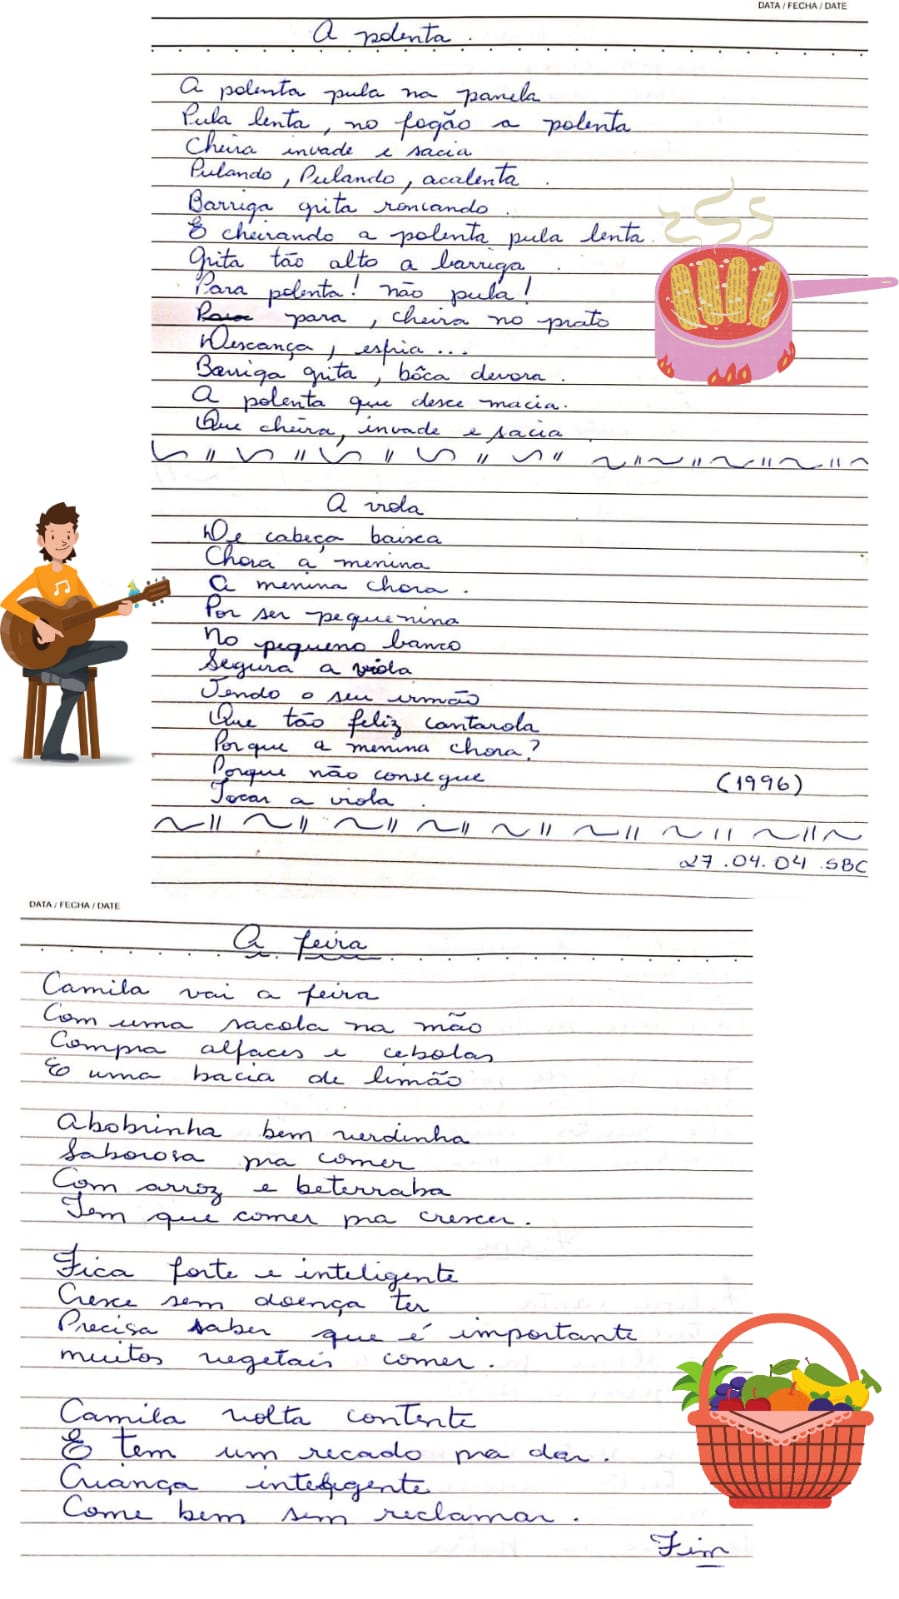 DATA / FECHA / DATE
A polenta.
A polenta pula na panela
Pula lenta, no fogão a polenta
Cheira invade e sacia
Pulando, Pulando, acalenta.
Barriga grita roncando.
E cheirando a polenta pula lenta.
Grita tão alto a barriga.
Para polenta! não pula!
para, cheira no prato
Descança, esfria...
Barriga grita, bôca devora.
A polenta que desce macia.
Que cheira, invade e sacia.
A viola
De cabeça baixa
Chora a menina
A menina chora.
Por ser pequenina
No pequeno banco
Segura a viola
Tendo o seu irmão
Que tão feliz cantarola
Porque a menina chora?
Porque não consegue
(1996)
Tocar a viola.
27.04.04 SBC
DATA / FECHA / DATE
A feira
Camila vai a feira
Com uma sacola na mão
Compra alfaces e cebolas
E uma bacia de limão
Abobrinha bem verdinha
Saborosa pra comer
Com arroz e beterraba
Tem que comer pra crescer.
Fica forte e inteligente
Cresce sem doença ter
Precisa saber que é importante
muitos vegetais comer.
Camila volta contente
E tem um recado pra dar.
Criança inteligente
Come bem sem reclamar.
Fim